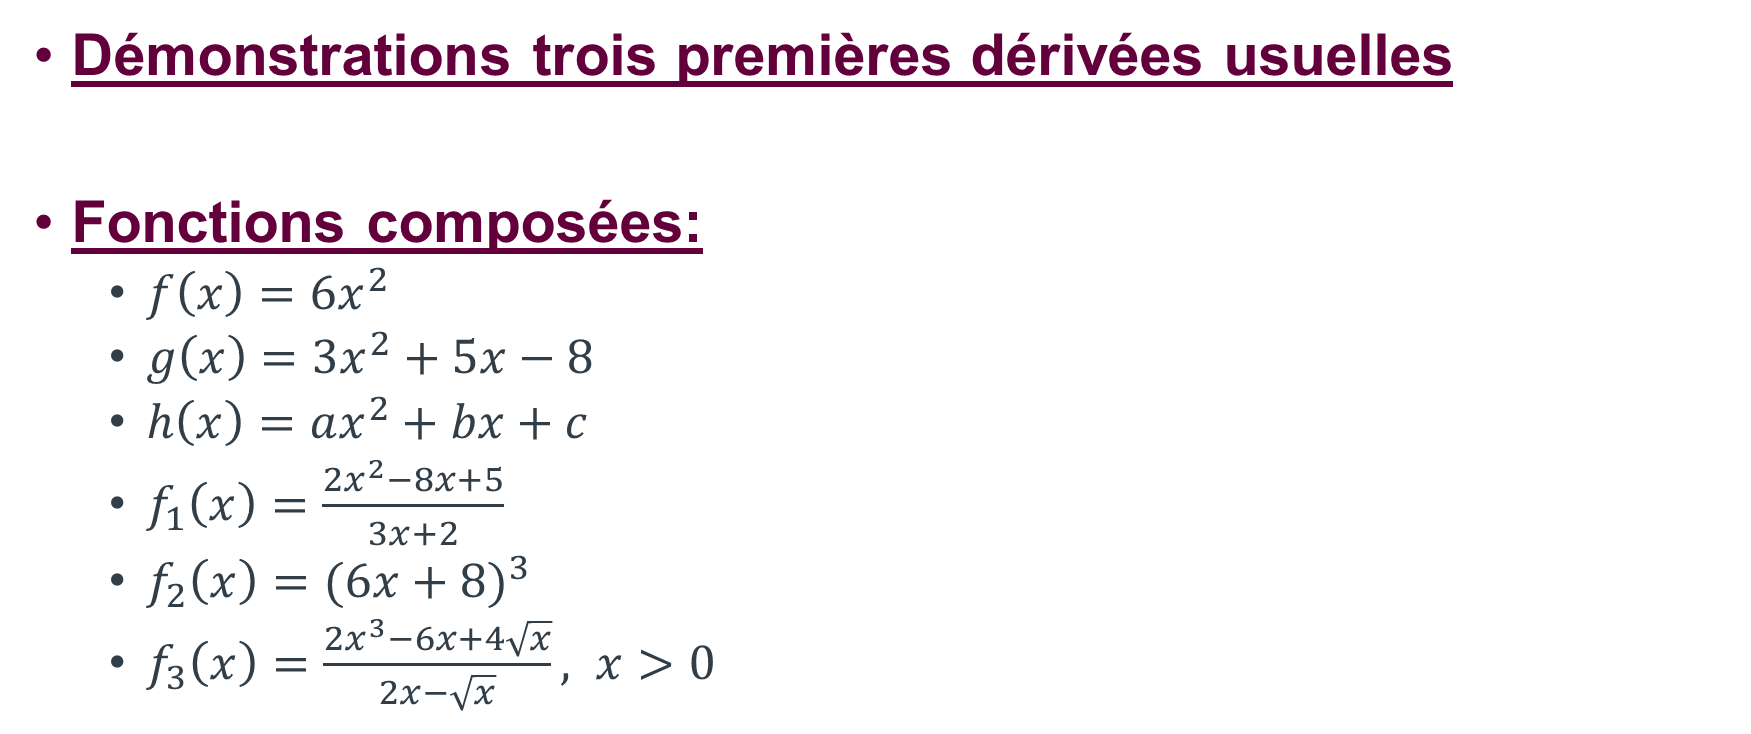 • Démonstrations trois premières dérivées usuelles
• Fonctions composées:
• f(x) = 6x²
• g(x) = 3x² + 5x − 8
• h(x) = ax² + bx + c
• f₁(x) = (2x²−8x+5)/(3x+2)
• f₂(x) = (6x + 8)³
• f₃(x) = (2x³−6x+4√x)/(2x−√x), x > 0